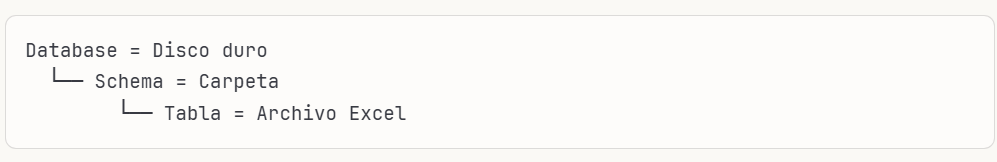 Database = Disco duro
└── Schema = Carpeta
└── Tabla = Archivo Excel